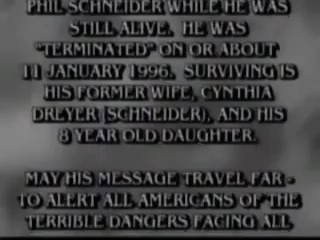 PHIL SCHNEIDER WHILE HE WAS
STILL ALIVE. HE WAS
"TERMINATED" ON OR ABOUT
11 JANUARY 1996. SURVIVING IS
HIS FORMER WIFE, CYNTHIA
DREYER (SCHNEIDER), AND HIS
8 YEAR OLD DAUGHTER.
MAY HIS MESSAGE TRAVEL FAR -
TO ALERT ALL AMERICANS OF THE
TERRIBLE DANGERS FACING ALL